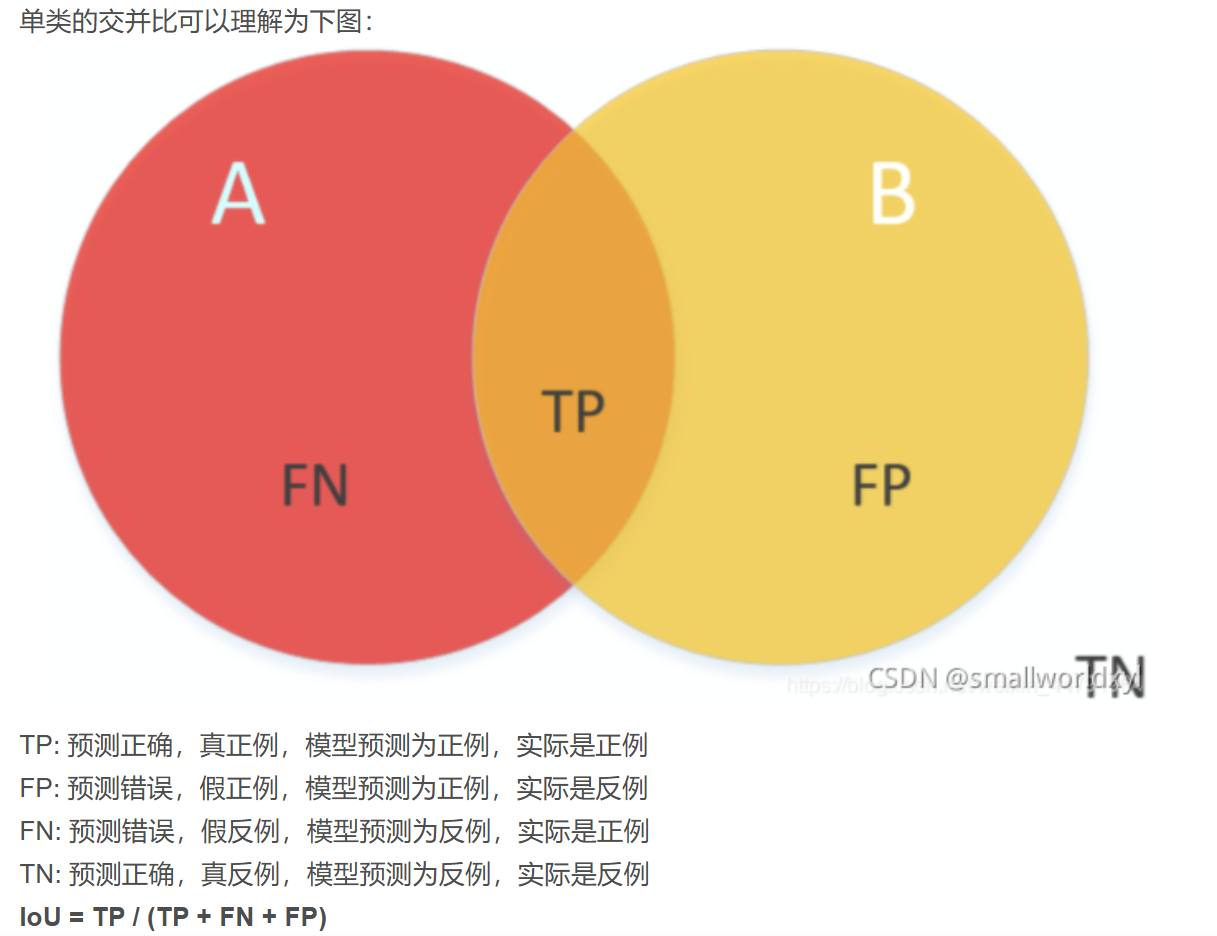 单类的交并比可以理解为下图：
A
B
TP
FN
FP
TN
CSDN @smallwordxyj
TP: 预测正确，真正例，模型预测为正例，实际是正例
FP: 预测错误，假正例，模型预测为正例，实际是反例
FN: 预测错误，假反例，模型预测为反例，实际是正例
TN: 预测正确，真反例，模型预测为反例，实际是反例
IoU = TP / (TP + FN + FP)